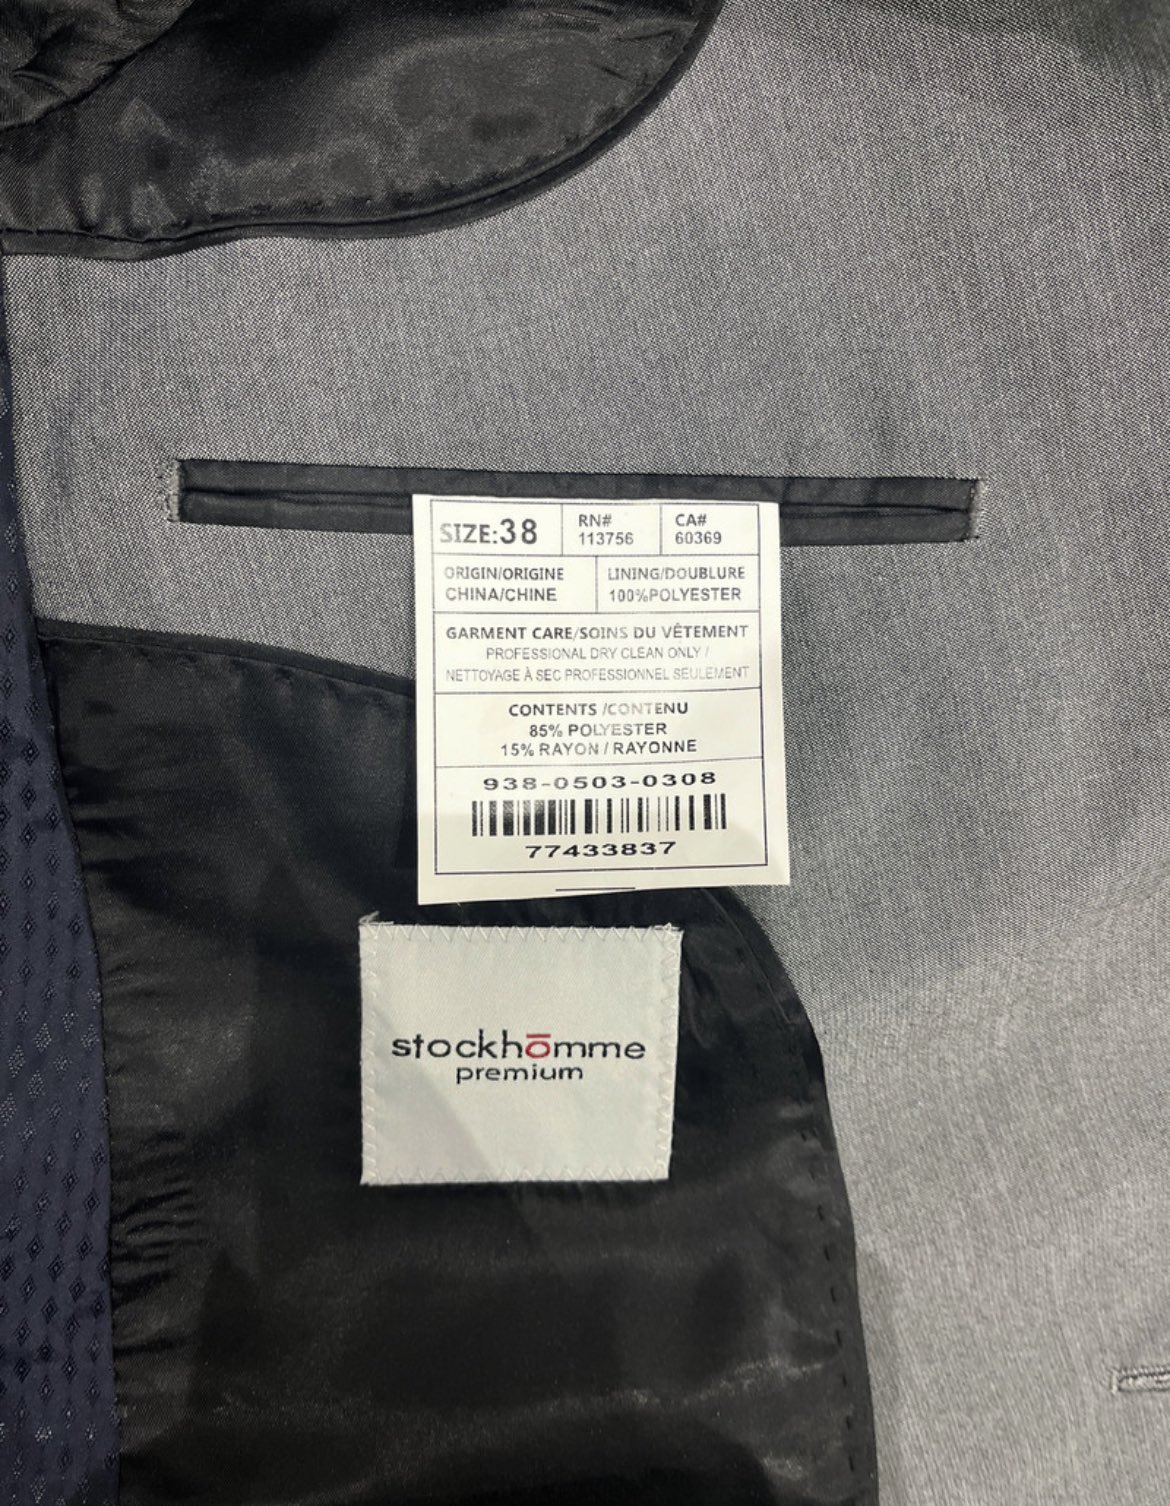 SIZE:38
RN#
113756
CA#
60369
ORIGIN/ORIGINE
CHINA/CHINE
LINING/DOUBLURE
100%POLYESTER
GARMENT CARE/SOINS DU VÊTEMENT
PROFESSIONAL DRY CLEAN ONLY /
NETTOYAGE À SEC PROFESSIONNEL SEULEMENT
CONTENTS /CONTENU
85% POLYESTER
15% RAYON / RAYONNE
938-0503-0308
77433837
stockhōmme
premium